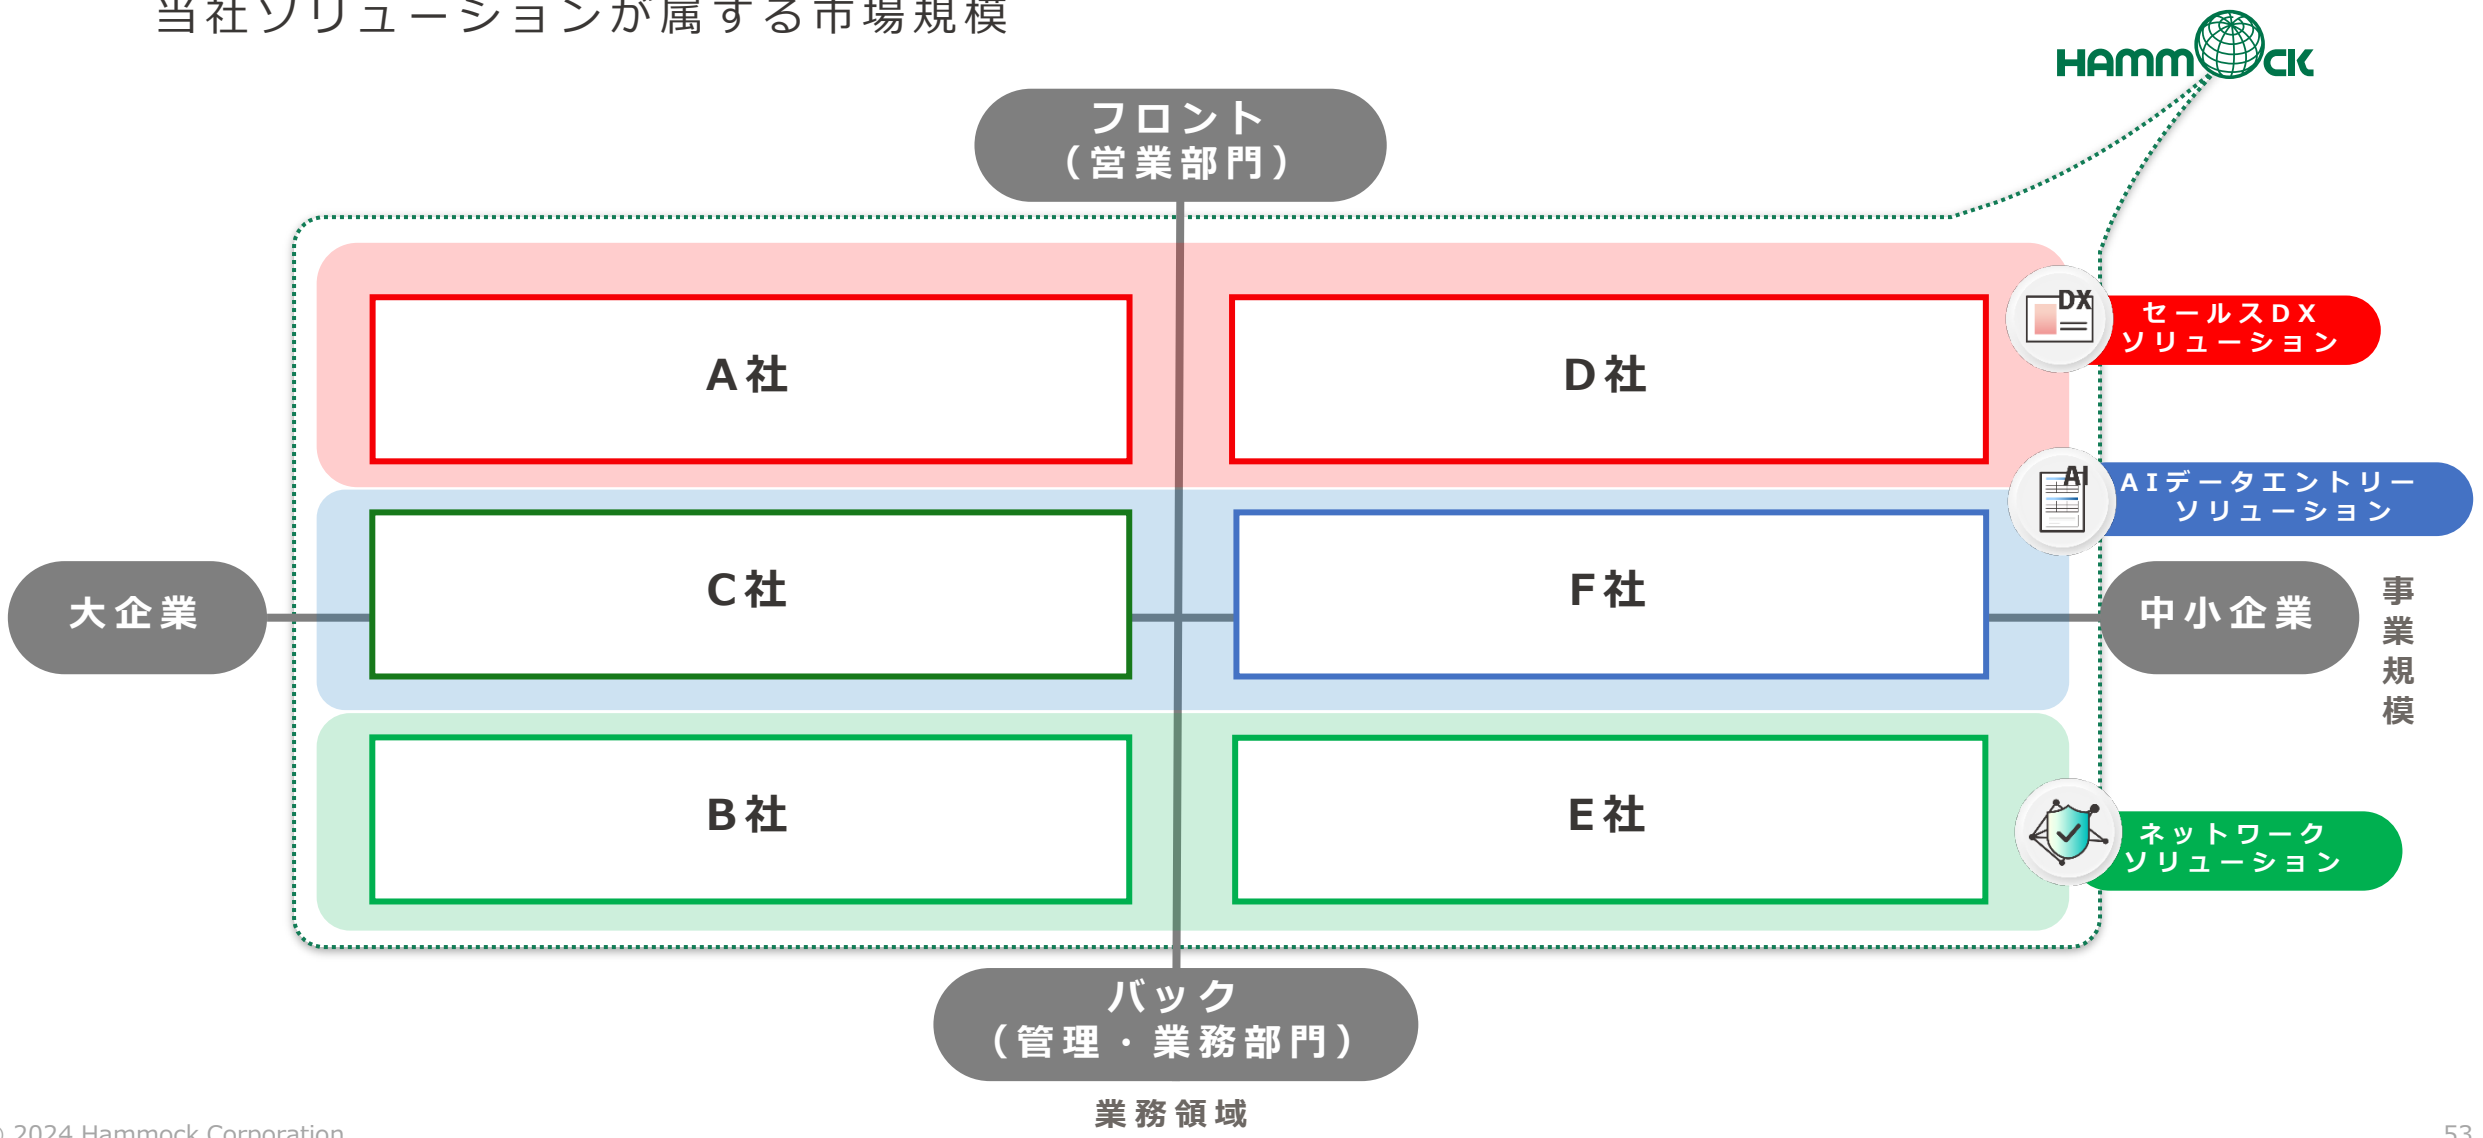 当社ソリューションが属する市場規模
HAMMOCK
フロント
（営業部門）
DX
セールスDX
ソリューション
A社
D社
AI
AIデータエントリー
ソリューション
C社
F社
大企業
中小企業
事業規模
B社
E社
ネットワーク
ソリューション
バック
（管理・業務部門）
業務領域
© 2024 Hammock Corporation
53